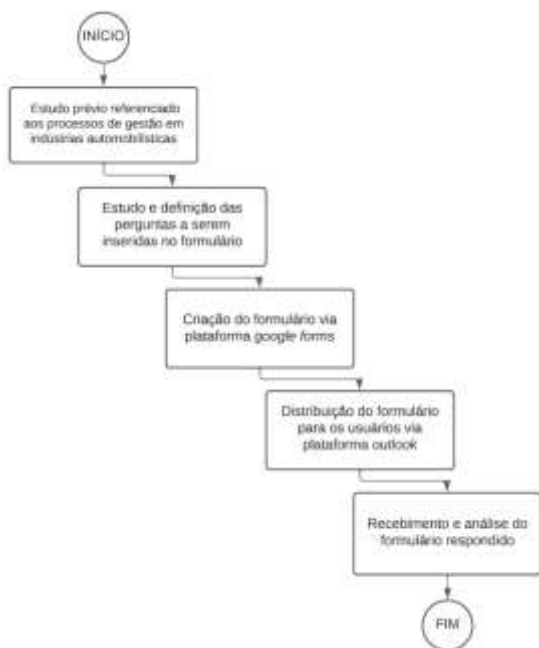 INÍCIO
Estudo prévio referenciado
aos processos de gestão em
indústrias automobilísticas
Estudo e definição das
perguntas a serem
inseridas no formulário
Criação do formulário via
plataforma google forms
Distribuição do formulário
para os usuários via
plataforma outlook
Recebimento e análise do
formulário respondido
FIM